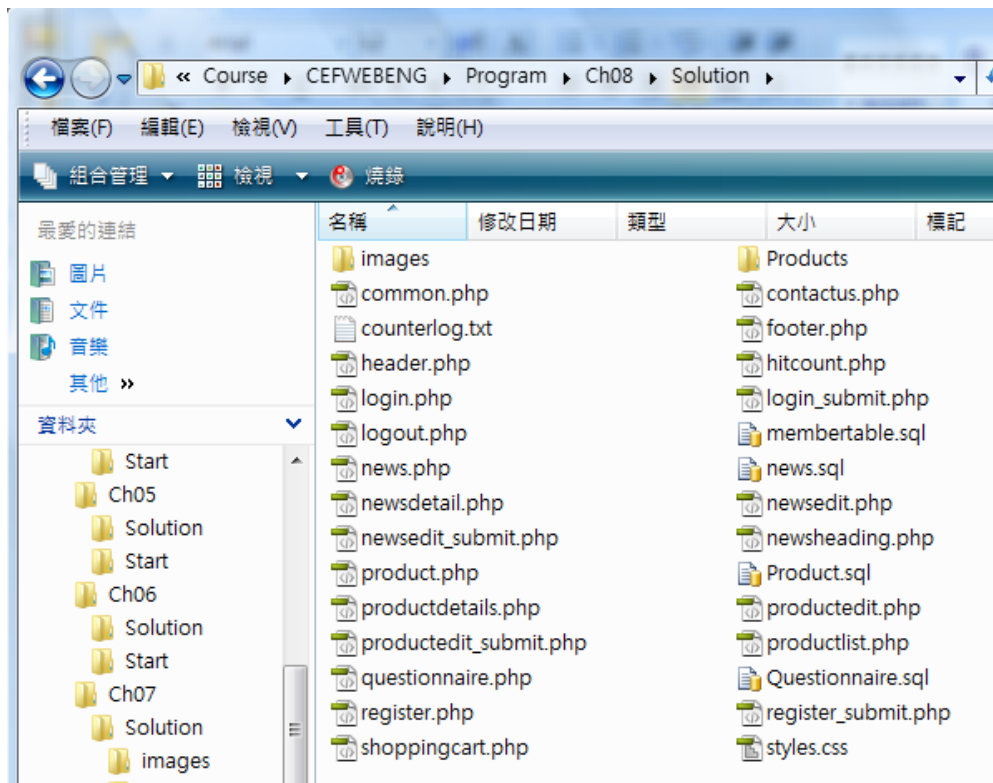 « Course ▸ CEFWEBENG ▸ Program ▸ Ch08 ▸ Solution ▸
檔案(F) 編輯(E) 檢視(V) 工具(T) 說明(H)
組合管理 檢視 燒錄
最愛的連結
圖片
文件
音樂
其他 »
資料夾
Start
Ch05
Solution
Start
Ch06
Solution
Start
Ch07
Solution
images
名稱 修改日期 類型 大小 標記
images Products
common.php contactus.php
counterlog.txt footer.php
header.php hitcount.php
login.php login_submit.php
logout.php membertable.sql
news.php news.sql
newsdetail.php newsedit.php
newsedit_submit.php newsheading.php
product.php Product.sql
productdetails.php productedit.php
productedit_submit.php productlist.php
questionnaire.php Questionnaire.sql
register.php register_submit.php
shoppingcart.php styles.css